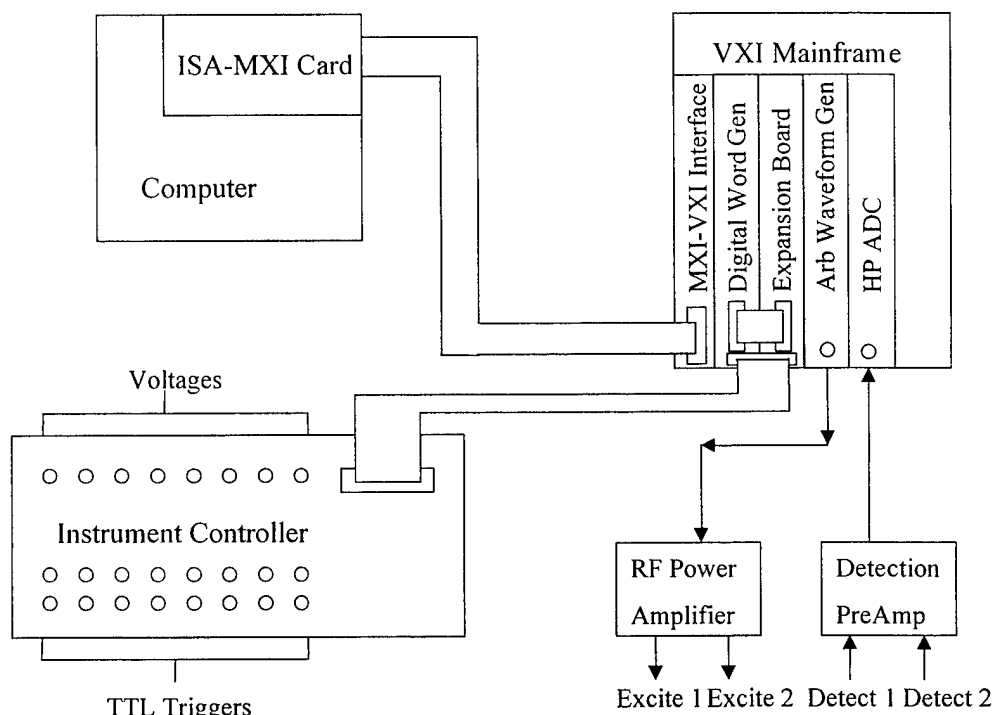 ISA-MXI Card
Computer
VXI Mainframe
MXI-VXI Interface
Digital Word Gen
Expansion Board
Arb Waveform Gen
HP ADC
Voltages
Instrument Controller
TTL Triggers
RF Power
Amplifier
Excite 1 Excite 2
Detection
PreAmp
Detect 1 Detect 2